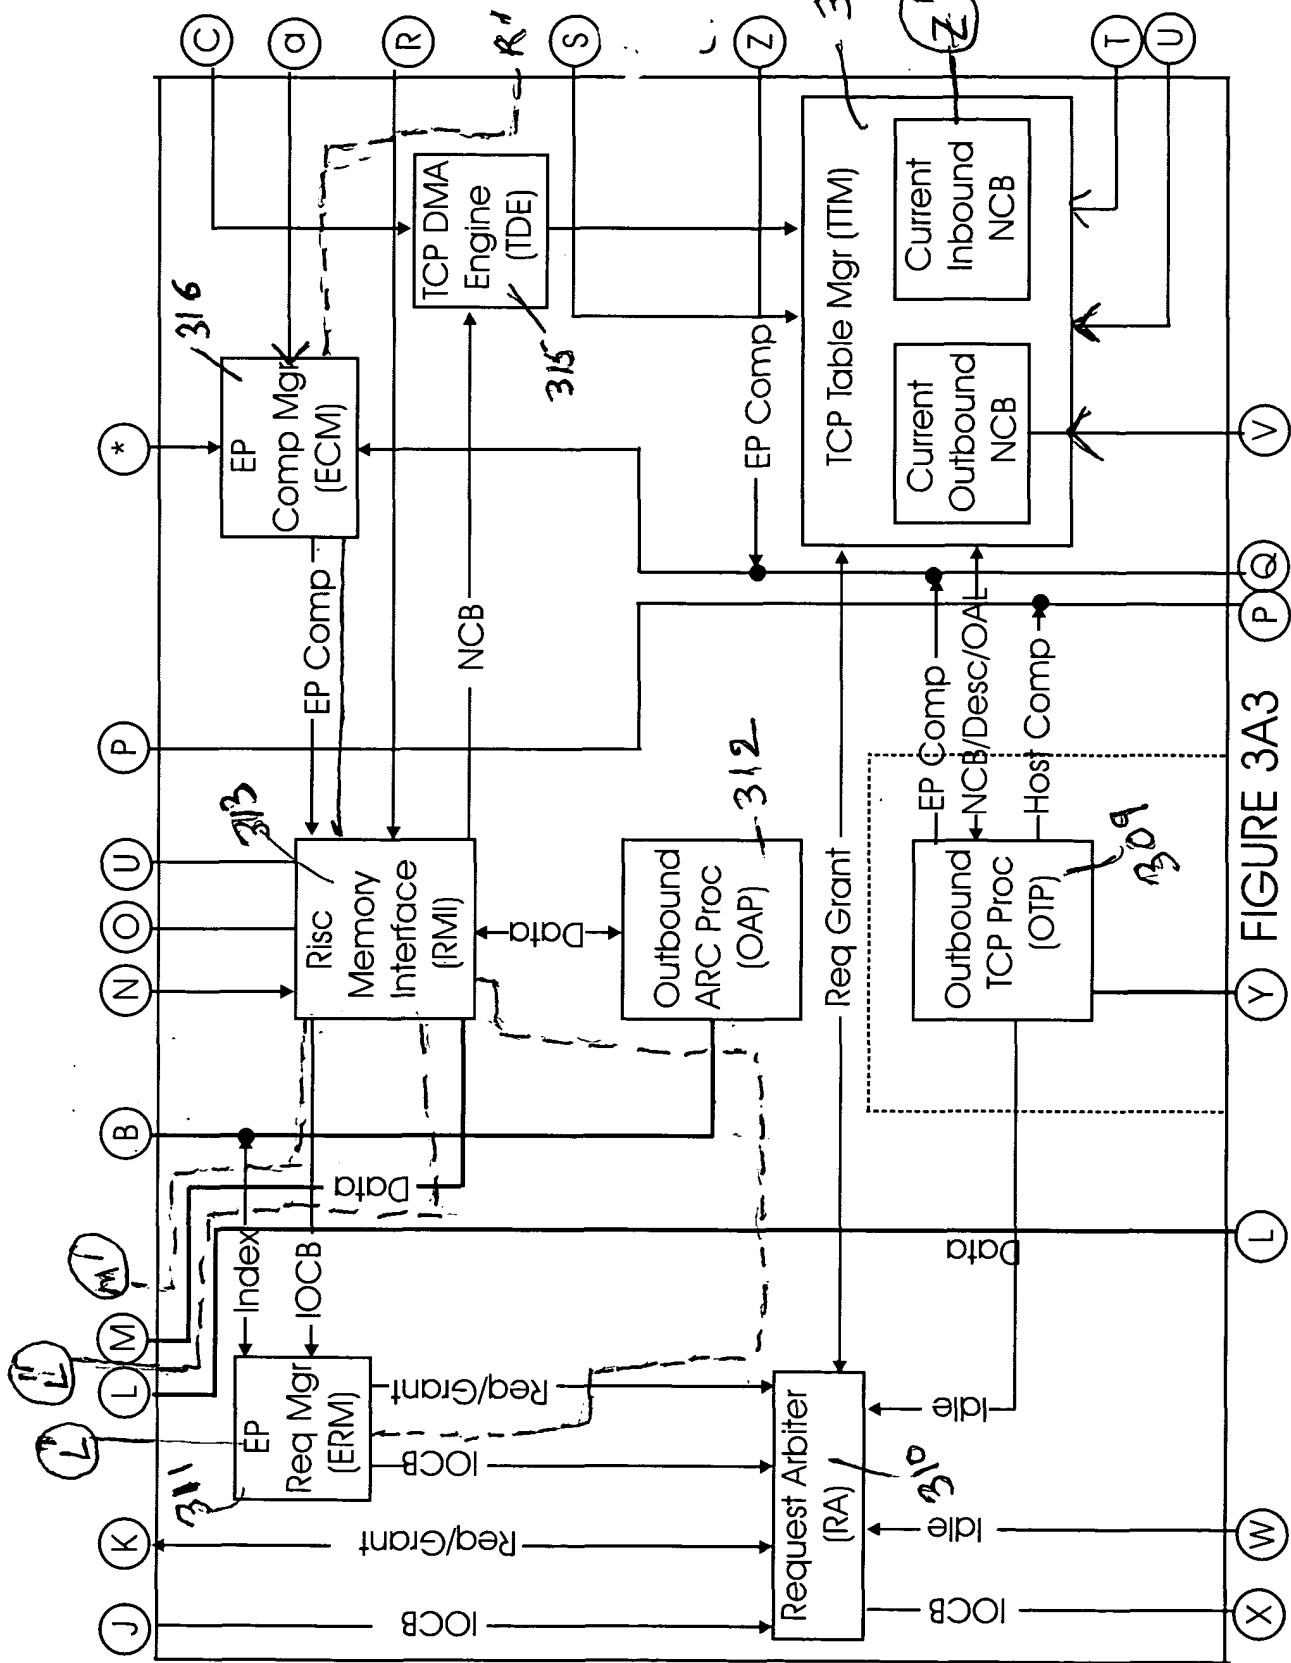 C
a
R
R'
S
Z
3
Z'
T
U
*
316
EP
Comp Mgr
(ECM)
TCP DMA
Engine
(TDE)
315
EP Comp
TCP Table Mgr (TTM)
Current
Inbound
NCB
Current
Outbound
NCB
V
Q
P
P
EP Comp
NCB
EP Comp
NCB/Desc/OAL
Host Comp
U
O
N
313
Risc
Memory
Interface
(RMI)
Data
312
Outbound
ARC Proc
(OAP)
Req Grant
Outbound
TCP Proc
(OTP)
309
Y
B
M
L
Index
IOCB
Data
Data
L
L'
311
EP
Req Mgr
(ERM)
Req/Grant
IOCB
Idle
K
J
Req/Grant
IOCB
Request Arbiter
(RA)
310
Idle
IOCB
W
X
FIGURE 3A3